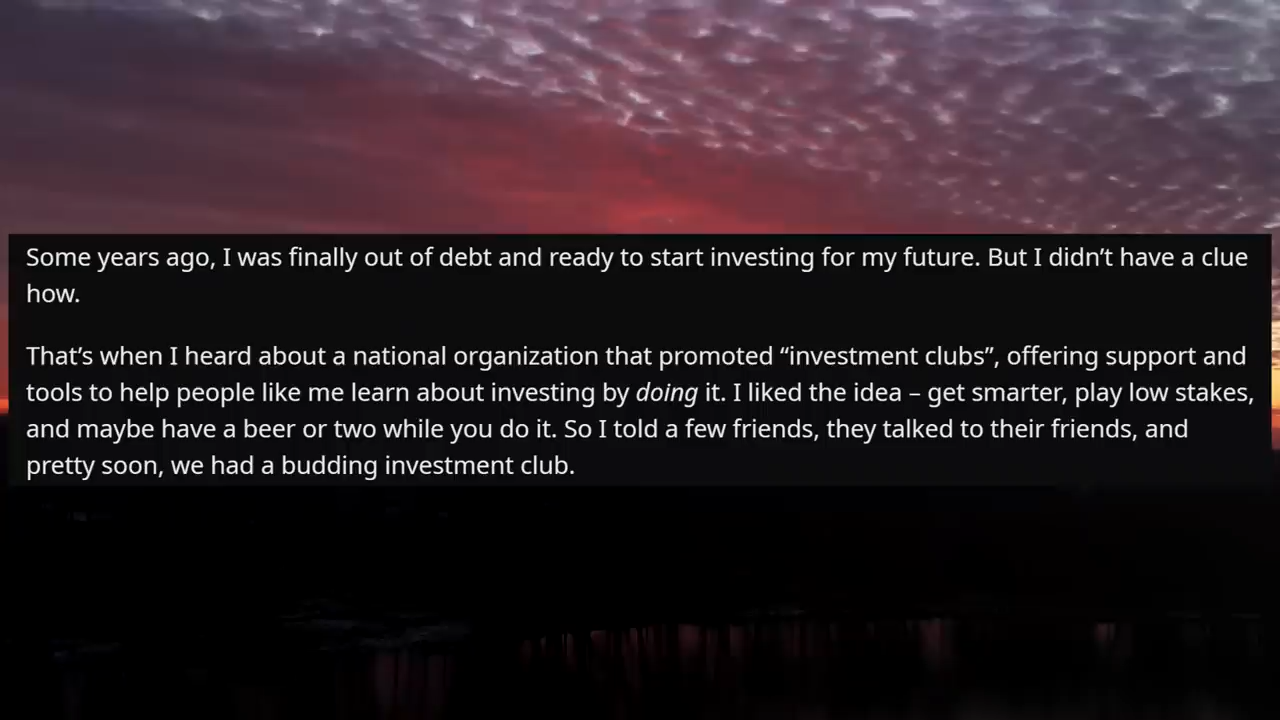 Some years ago, I was finally out of debt and ready to start investing for my future. But I didn’t have a clue
how.
That’s when I heard about a national organization that promoted “investment clubs”, offering support and
tools to help people like me learn about investing by doing it. I liked the idea – get smarter, play low stakes,
and maybe have a beer or two while you do it. So I told a few friends, they talked to their friends, and
pretty soon, we had a budding investment club.